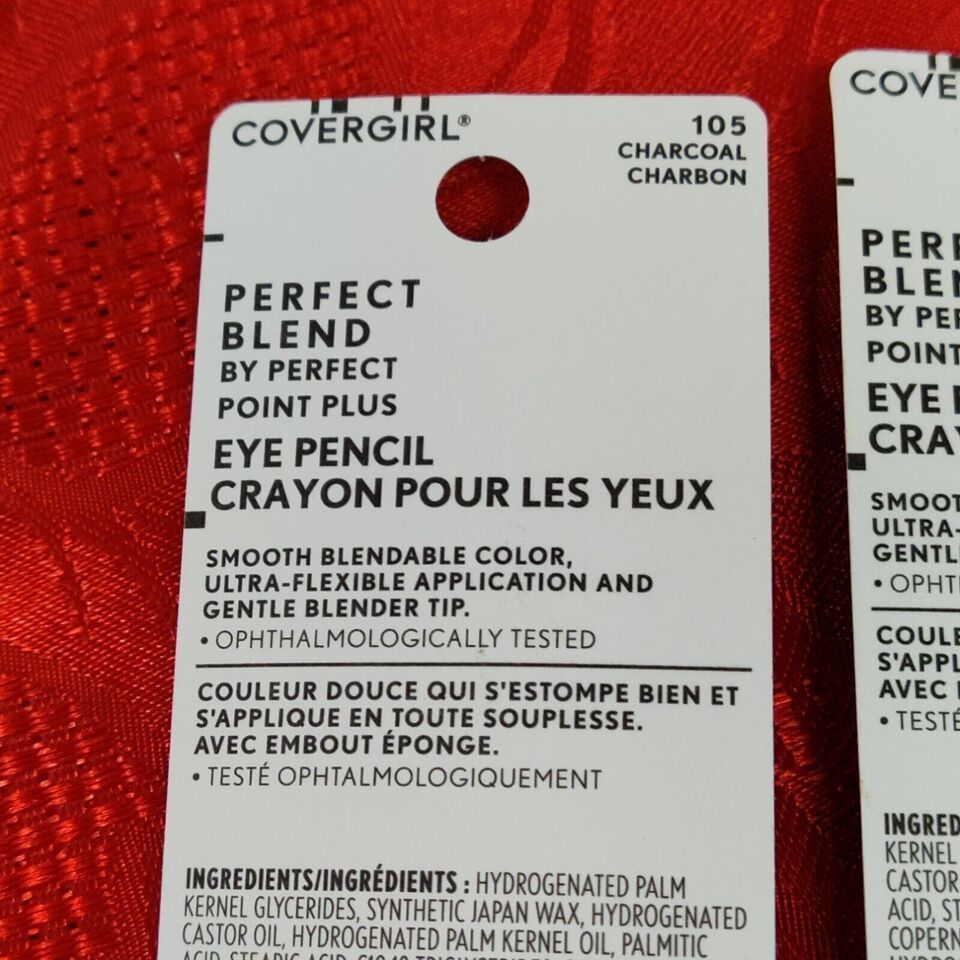 COVERGIRL®
105
CHARCOAL
CHARBON
PERFECT
BLEND
BY PERFECT
POINT PLUS
EYE PENCIL
CRAYON POUR LES YEUX
SMOOTH BLENDABLE COLOR,
ULTRA-FLEXIBLE APPLICATION AND
GENTLE BLENDER TIP.
• OPHTHALMOLOGICALLY TESTED
COULEUR DOUCE QUI S'ESTOMPE BIEN ET
S'APPLIQUE EN TOUTE SOUPLESSE.
AVEC EMBOUT ÉPONGE.
• TESTÉ OPHTALMOLOGIQUEMENT
INGREDIENTS/INGRÉDIENTS : HYDROGENATED PALM
KERNEL GLYCERIDES, SYNTHETIC JAPAN WAX, HYDROGENATED
CASTOR OIL, HYDROGENATED PALM KERNEL OIL, PALMITIC
ACID, STEARIC ACID,
COVE
PERF
BLEN
BY PER
POINT
EYE
CRAY
SMOOT
ULTRA-
GENTL
• OPHT
COULE
S'APPL
AVEC
• TESTÉ
INGRED
KERNEL
CASTOR
ACID, ST
COPERN